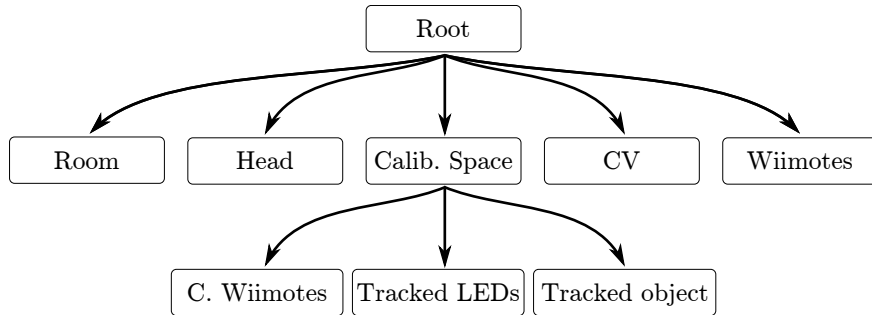 Root
Room
Head
Calib. Space
CV
Wiimotes
C. Wiimotes
Tracked LEDs
Tracked object